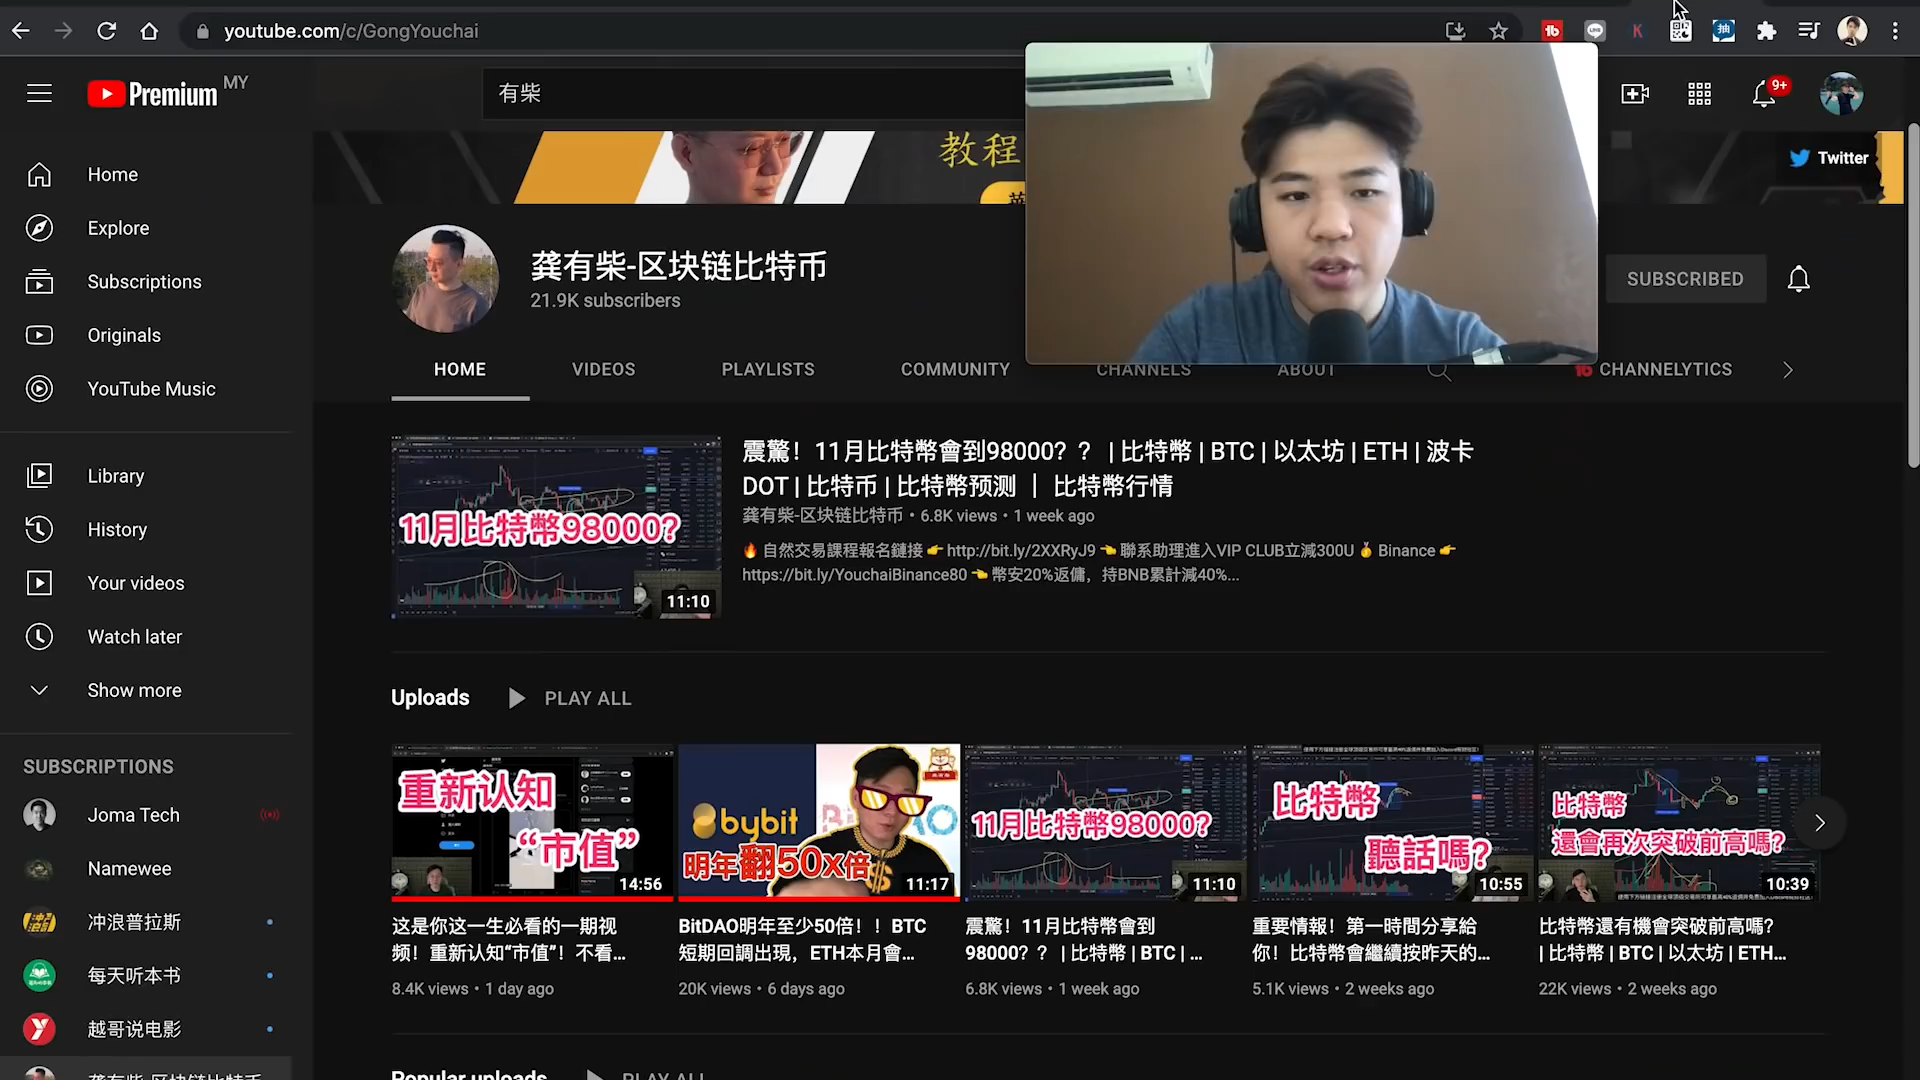 youtube.com/c/GongYouchai
Premium MY
有柴
9+
教程
Twitter
Home
Explore
Subscriptions
Originals
YouTube Music
Library
History
Your videos
Watch later
Show more
SUBSCRIPTIONS
Joma Tech
Namewee
冲浪普拉斯
每天听本书
越哥说电影
龚有柴-区块链比特币
龚有柴-区块链比特币
21.9K subscribers
SUBSCRIBED
HOME
VIDEOS
PLAYLISTS
COMMUNITY
CHANNELS
ABOUT
CHANNELYTICS
11月比特幣98000?
11:10
震驚！11月比特幣會到98000？？ | 比特幣 | BTC | 以太坊 | ETH | 波卡
DOT | 比特币 | 比特幣预测 ｜ 比特幣行情
龚有柴-区块链比特币 • 6.8K views • 1 week ago
🔥 自然交易課程報名鏈接 👉 http://bit.ly/2XXRyJ9 👈 聯系助理進入VIP CLUB立減300U 🥇 Binance 👉
https://bit.ly/YouchaiBinance80 👈 幣安20%返傭，持BNB累計減40%...
Uploads
PLAY ALL
重新认知
“市值”
14:56
bybit
明年翻50x倍
11:17
11月比特幣98000?
11:10
比特幣
聽話嗎?
10:55
比特幣
還會再次突破前高嗎?
10:39
这是你这一生必看的一期视
频！重新认知“市值”！不看...
8.4K views • 1 day ago
BitDAO明年至少50倍！！BTC
短期回調出現，ETH本月會...
20K views • 6 days ago
震驚！11月比特幣會到
98000？？ | 比特幣 | BTC | ...
6.8K views • 1 week ago
重要情報！第一時間分享給
你！比特幣會繼續按昨天的...
5.1K views • 2 weeks ago
比特幣還有機會突破前高嗎?
| 比特幣 | BTC | 以太坊 | ETH...
22K views • 2 weeks ago
Popular uploads
PLAY ALL